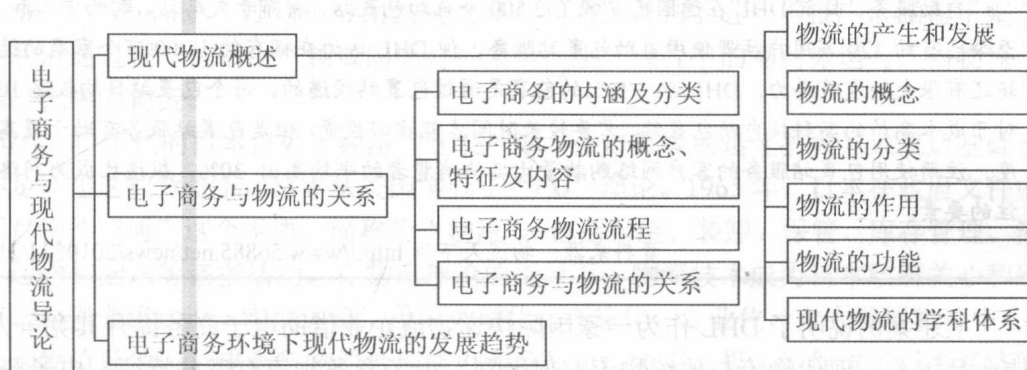 电子商务与现代物流导论
现代物流概述
电子商务与物流的关系
电子商务环境下现代物流的发展趋势
电子商务的内涵及分类
电子商务物流的概念、
特征及内容
电子商务物流流程
电子商务与物流的关系
物流的产生和发展
物流的概念
物流的分类
物流的作用
物流的功能
现代物流的学科体系